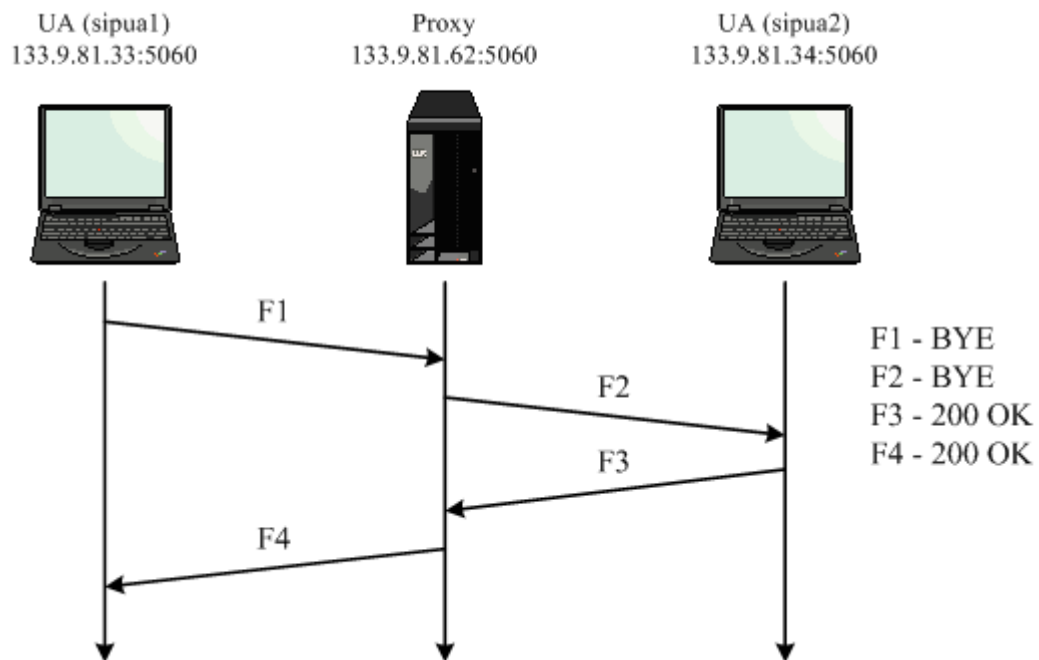 UA (sipua1)
133.9.81.33:5060
Proxy
133.9.81.62:5060
UA (sipua2)
133.9.81.34:5060
F1
F2
F3
F4
F1 - BYE
F2 - BYE
F3 - 200 OK
F4 - 200 OK